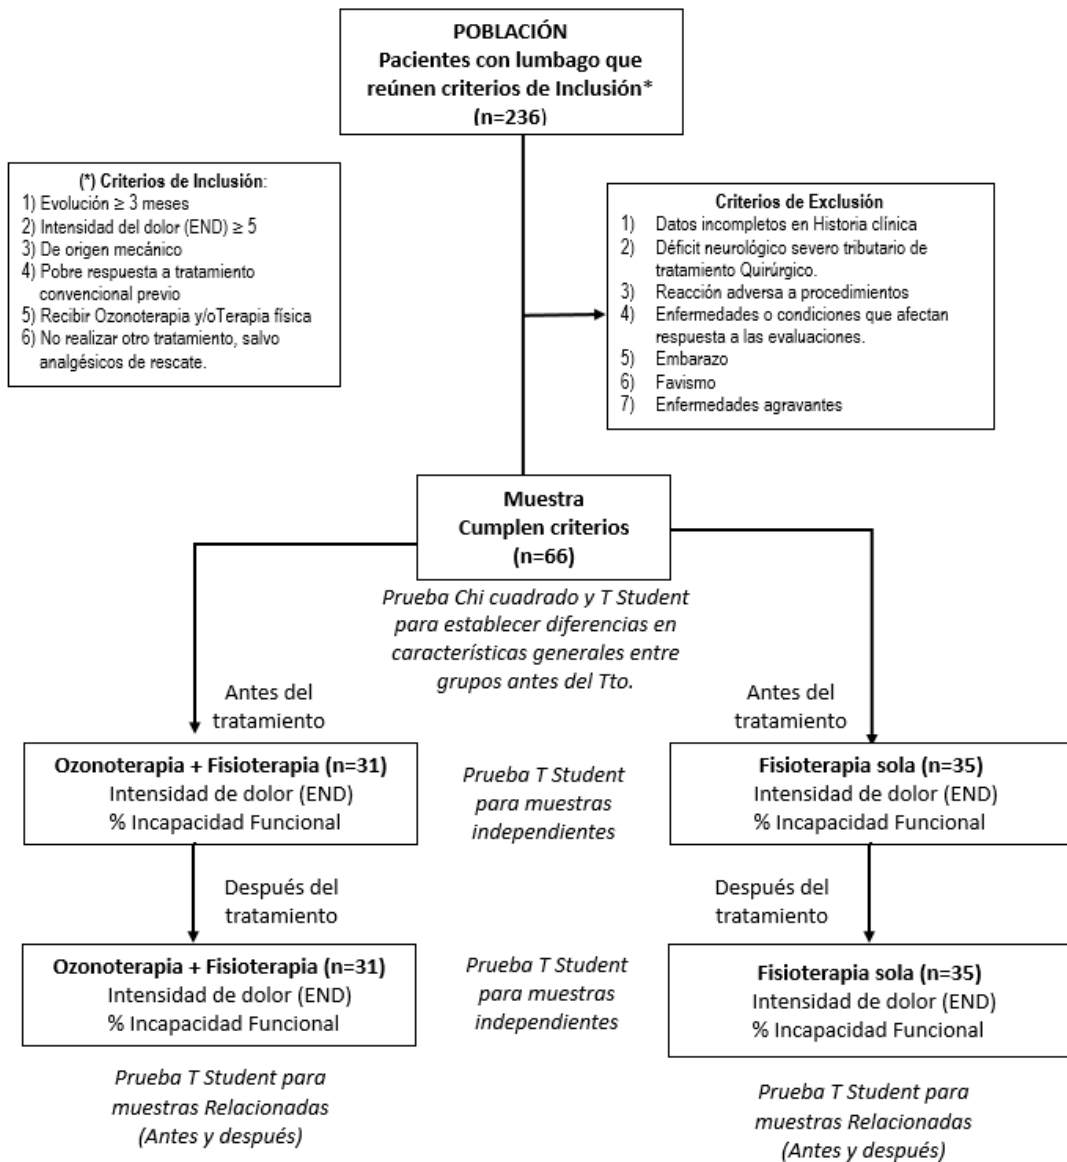 POBLACIÓN
Pacientes con lumbago que
reúnen criterios de Inclusión*
(n=236)
(*) Criterios de Inclusión:
1) Evolución ≥ 3 meses
2) Intensidad del dolor (END) ≥ 5
3) De origen mecánico
4) Pobre respuesta a tratamiento
convencional previo
5) Recibir Ozonoterapia y/oTerapia física
6) No realizar otro tratamiento, salvo
analgésicos de rescate.
Criterios de Exclusión
1) Datos incompletos en Historia clínica
2) Déficit neurológico severo tributario de
tratamiento Quirúrgico.
3) Reacción adversa a procedimientos
4) Enfermedades o condiciones que afectan
respuesta a las evaluaciones.
5) Embarazo
6) Favismo
7) Enfermedades agravantes
Muestra
Cumplen criterios
(n=66)
Prueba Chi cuadrado y T Student
para establecer diferencias en
características generales entre
grupos antes del Tto.
Antes del
tratamiento
Antes del
tratamiento
Ozonoterapia + Fisioterapia (n=31)
Intensidad de dolor (END)
% Incapacidad Funcional
Prueba T Student
para muestras
independientes
Fisioterapia sola (n=35)
Intensidad de dolor (END)
% Incapacidad Funcional
Después del
tratamiento
Después del
tratamiento
Ozonoterapia + Fisioterapia (n=31)
Intensidad de dolor (END)
% Incapacidad Funcional
Prueba T Student
para muestras
independientes
Fisioterapia sola (n=35)
Intensidad de dolor (END)
% Incapacidad Funcional
Prueba T Student para
muestras Relacionadas
(Antes y después)
Prueba T Student para
muestras Relacionadas
(Antes y después)